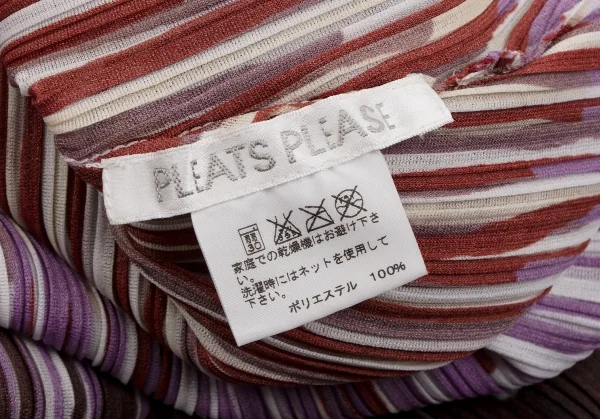 PLEATS PLEASE
30
家庭での乾燥機はお避け下さ
い。
洗濯時にはネットを使用して
下さい。
ポリエステル 100%